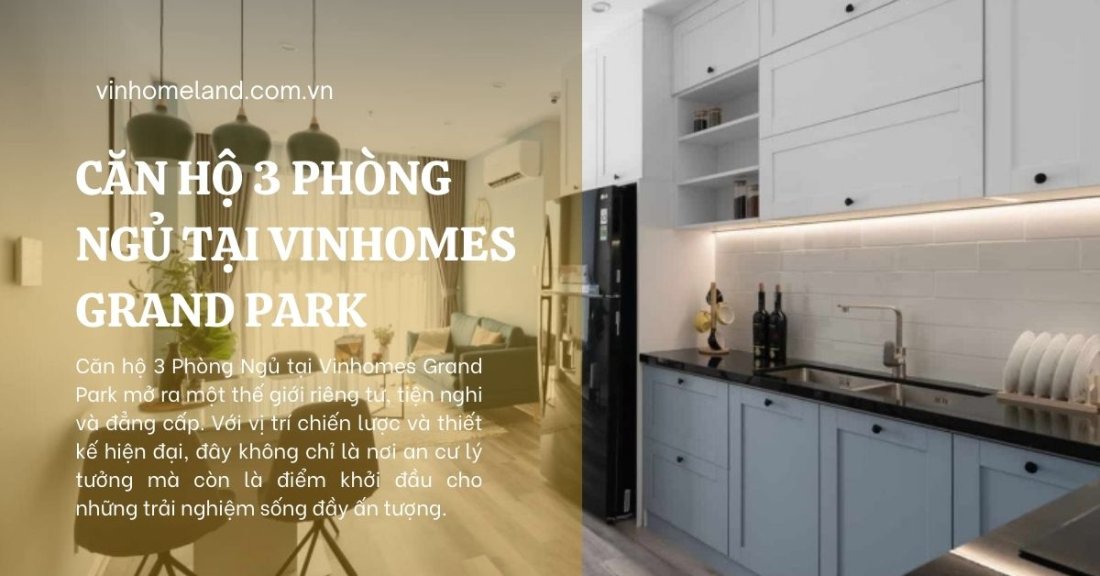 vinhomeland.com.vn
CĂN HỘ 3 PHÒNG
NGỦ TẠI VINHOMES
GRAND PARK
Căn hộ 3 Phòng Ngủ tại Vinhomes Grand
Park mở ra một thế giới riêng tư, tiện nghi
và đẳng cấp. Với vị trí chiến lược và thiết
kế hiện đại, đây không chỉ là nơi an cư lý
tưởng mà còn là điểm khởi đầu cho
những trải nghiệm sống đầy ấn tượng.